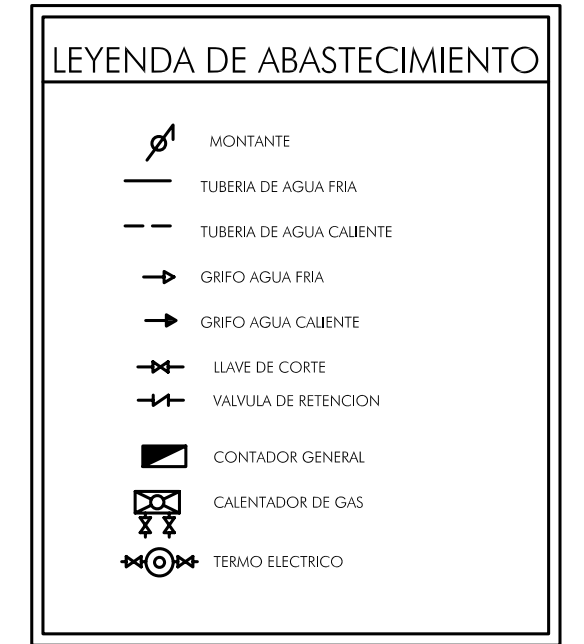 LEYENDA DE ABASTECIMIENTO
MONTANTE
TUBERIA DE AGUA FRIA
TUBERIA DE AGUA CALIENTE
GRIFO AGUA FRIA
GRIFO AGUA CALIENTE
LLAVE DE CORTE
VALVULA DE RETENCION
CONTADOR GENERAL
CALENTADOR DE GAS
TERMO ELECTRICO